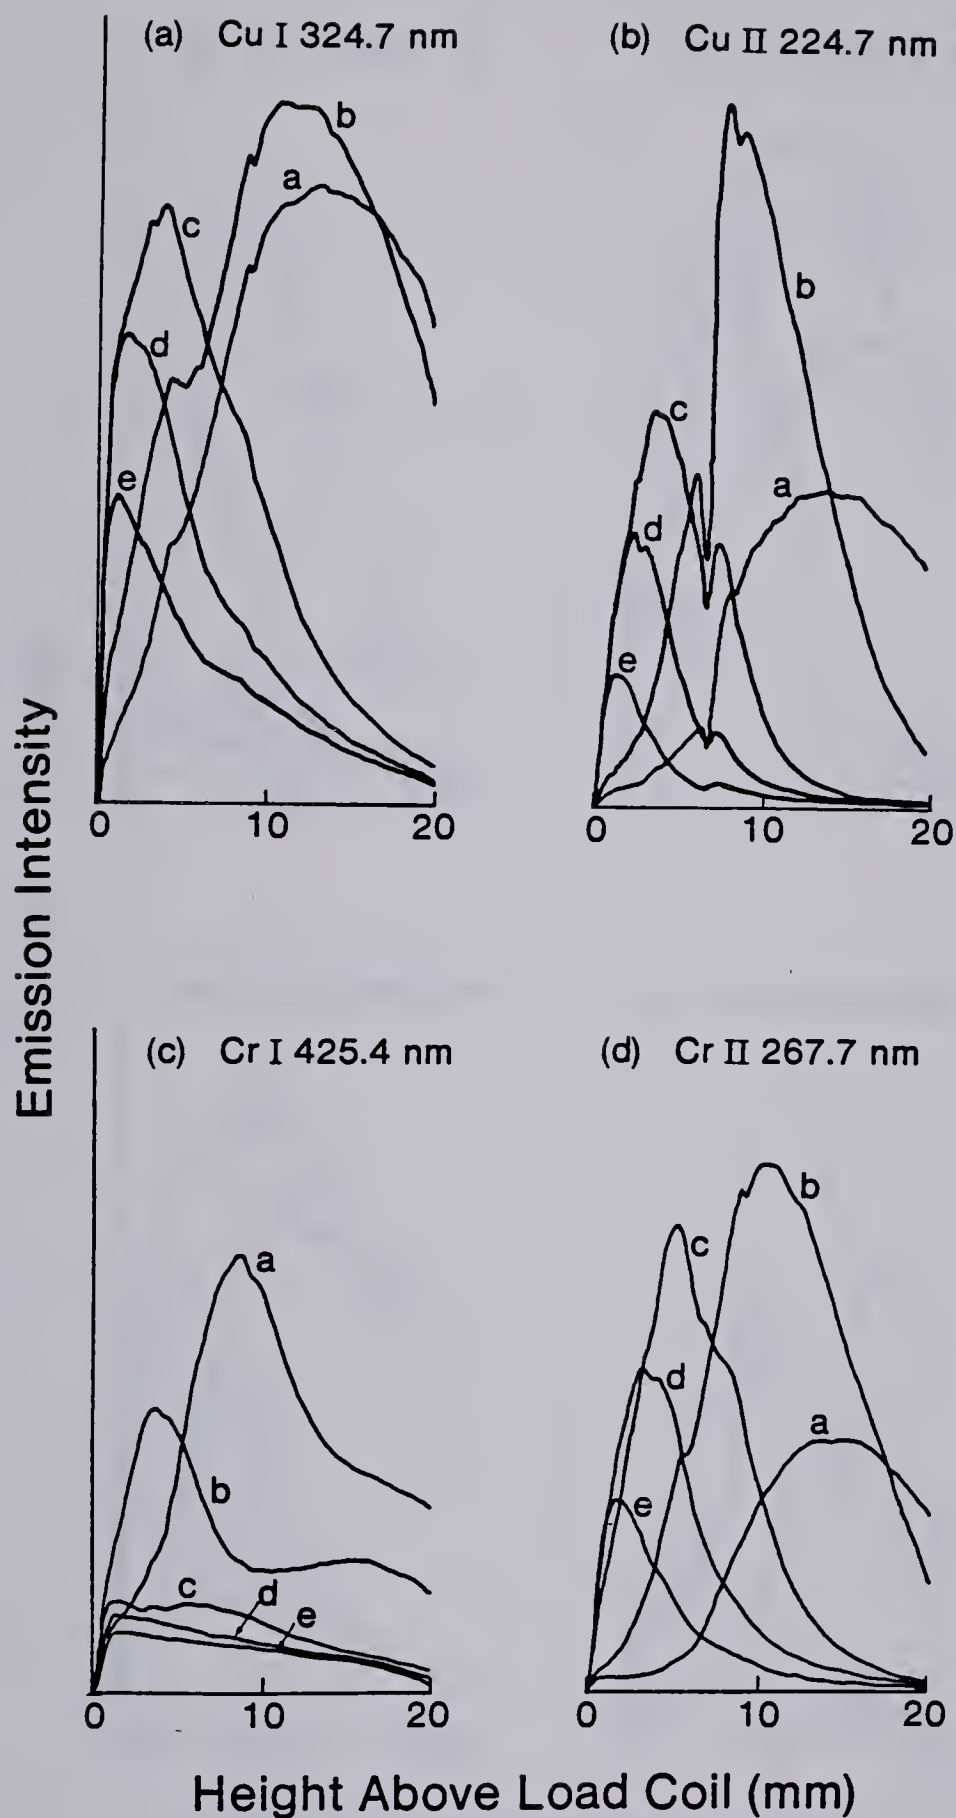 (a) Cu I 324.7 nm
b
a
c
d
e
0 10 20
(b) Cu II 224.7 nm
b
c
a
d
e
0 10 20
Emission Intensity
(c) Cr I 425.4 nm
a
b
c
d
e
0 10 20
(d) Cr II 267.7 nm
b
c
d
a
e
0 10 20
Height Above Load Coil (mm)